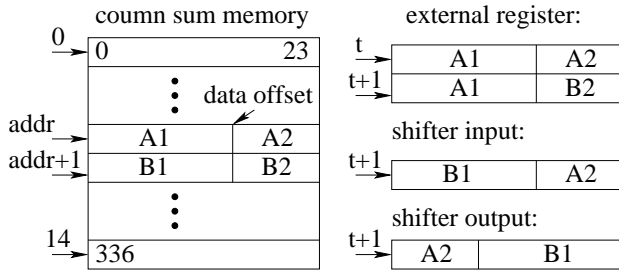 coumn sum memory
0
0 23
data offset
addr
A1 A2
addr+1
B1 B2
14
336
external register:
t
A1 A2
t+1
A1 B2
shifter input:
t+1
B1 A2
shifter output:
t+1
A2 B1